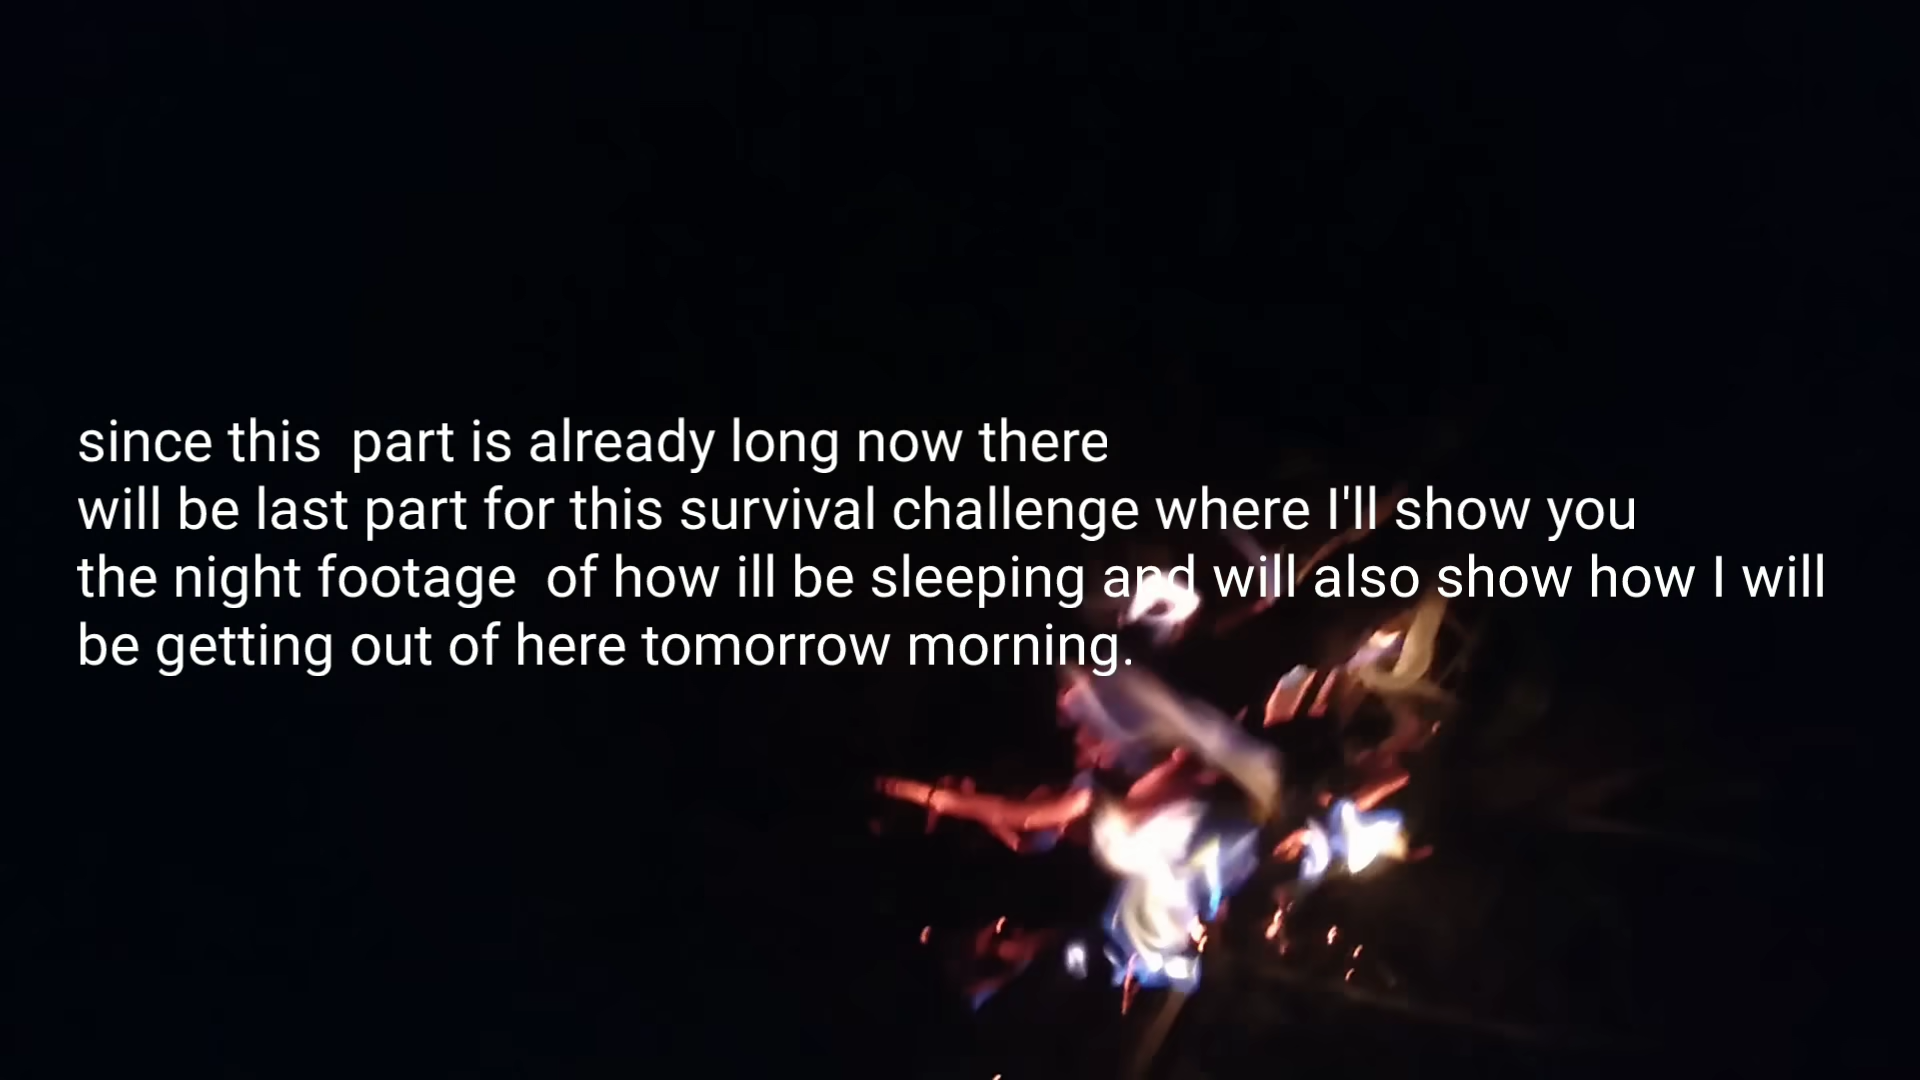 since this  part is already long now there
will be last part for this survival challenge where I'll show you
the night footage  of how ill be sleeping and will also show how I will
be getting out of here tomorrow morning.